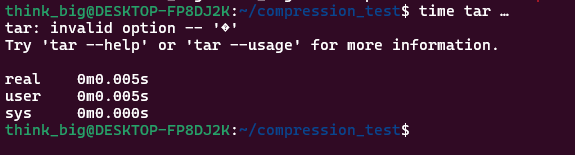 think_big@DESKTOP-FP8DJ2K:~/compression_test$ time tar …
tar: invalid option -- '�'
Try 'tar --help' or 'tar --usage' for more information.

real    0m0.005s
user    0m0.005s
sys     0m0.000s
think_big@DESKTOP-FP8DJ2K:~/compression_test$